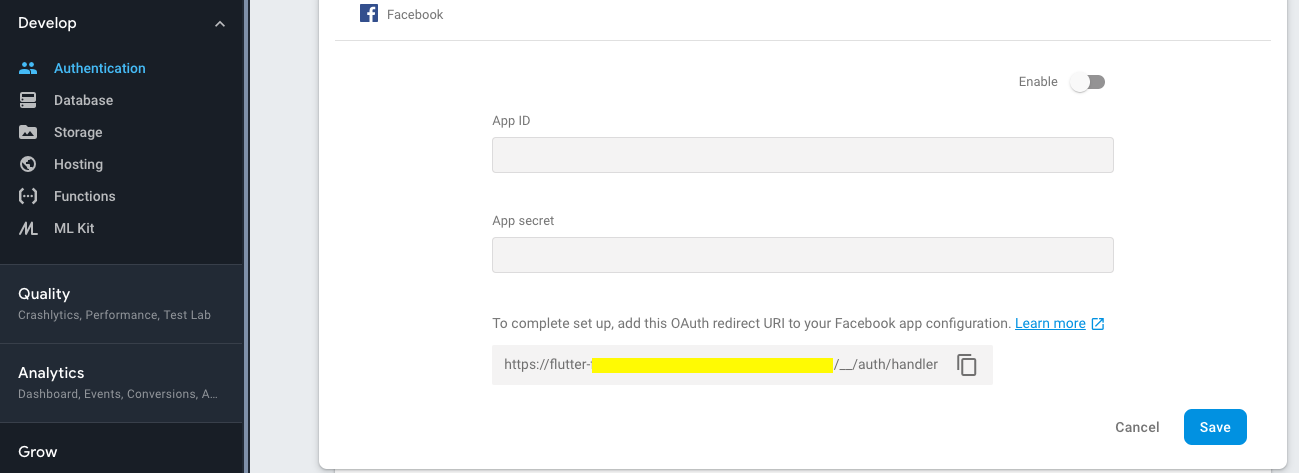 Develop
Authentication
Database
Storage
Hosting
Functions
ML Kit
Quality
Crashlytics, Performance, Test Lab
Analytics
Dashboard, Events, Conversions, A...
Grow
Facebook
Enable
App ID
App secret
To complete set up, add this OAuth redirect URI to your Facebook app configuration. Learn more
https://flutter- /__/auth/handler
Cancel
Save